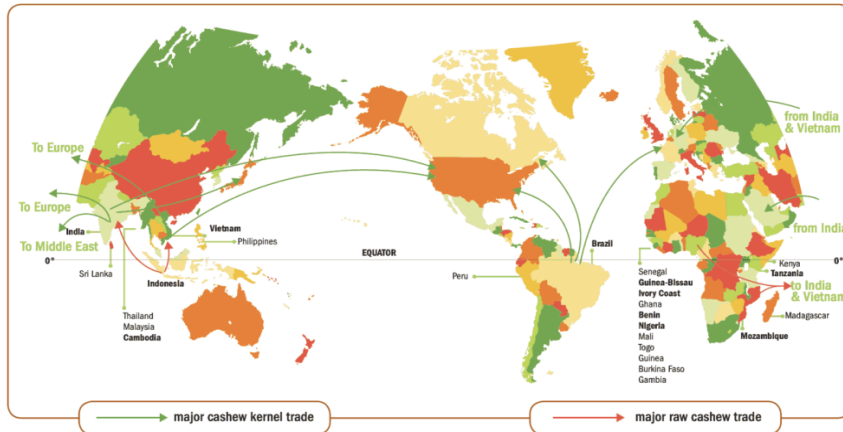 from India
& Vietnam
To Europe
To Europe
India
To Middle East
0°
Sri Lanka
Vietnam
Philippines
Indonesia
Thailand
Malaysia
Cambodia
EQUATOR
Peru
Brazil
from India
0°
Senegal
Guinea-Bissau
Ivory Coast
Ghana
Benin
Nigeria
Mali
Togo
Guinea
Burkina Faso
Gambia
Kenya
Tanzania
to India
& Vietnam
Madagascar
Mozambique
major cashew kernel trade
major raw cashew trade